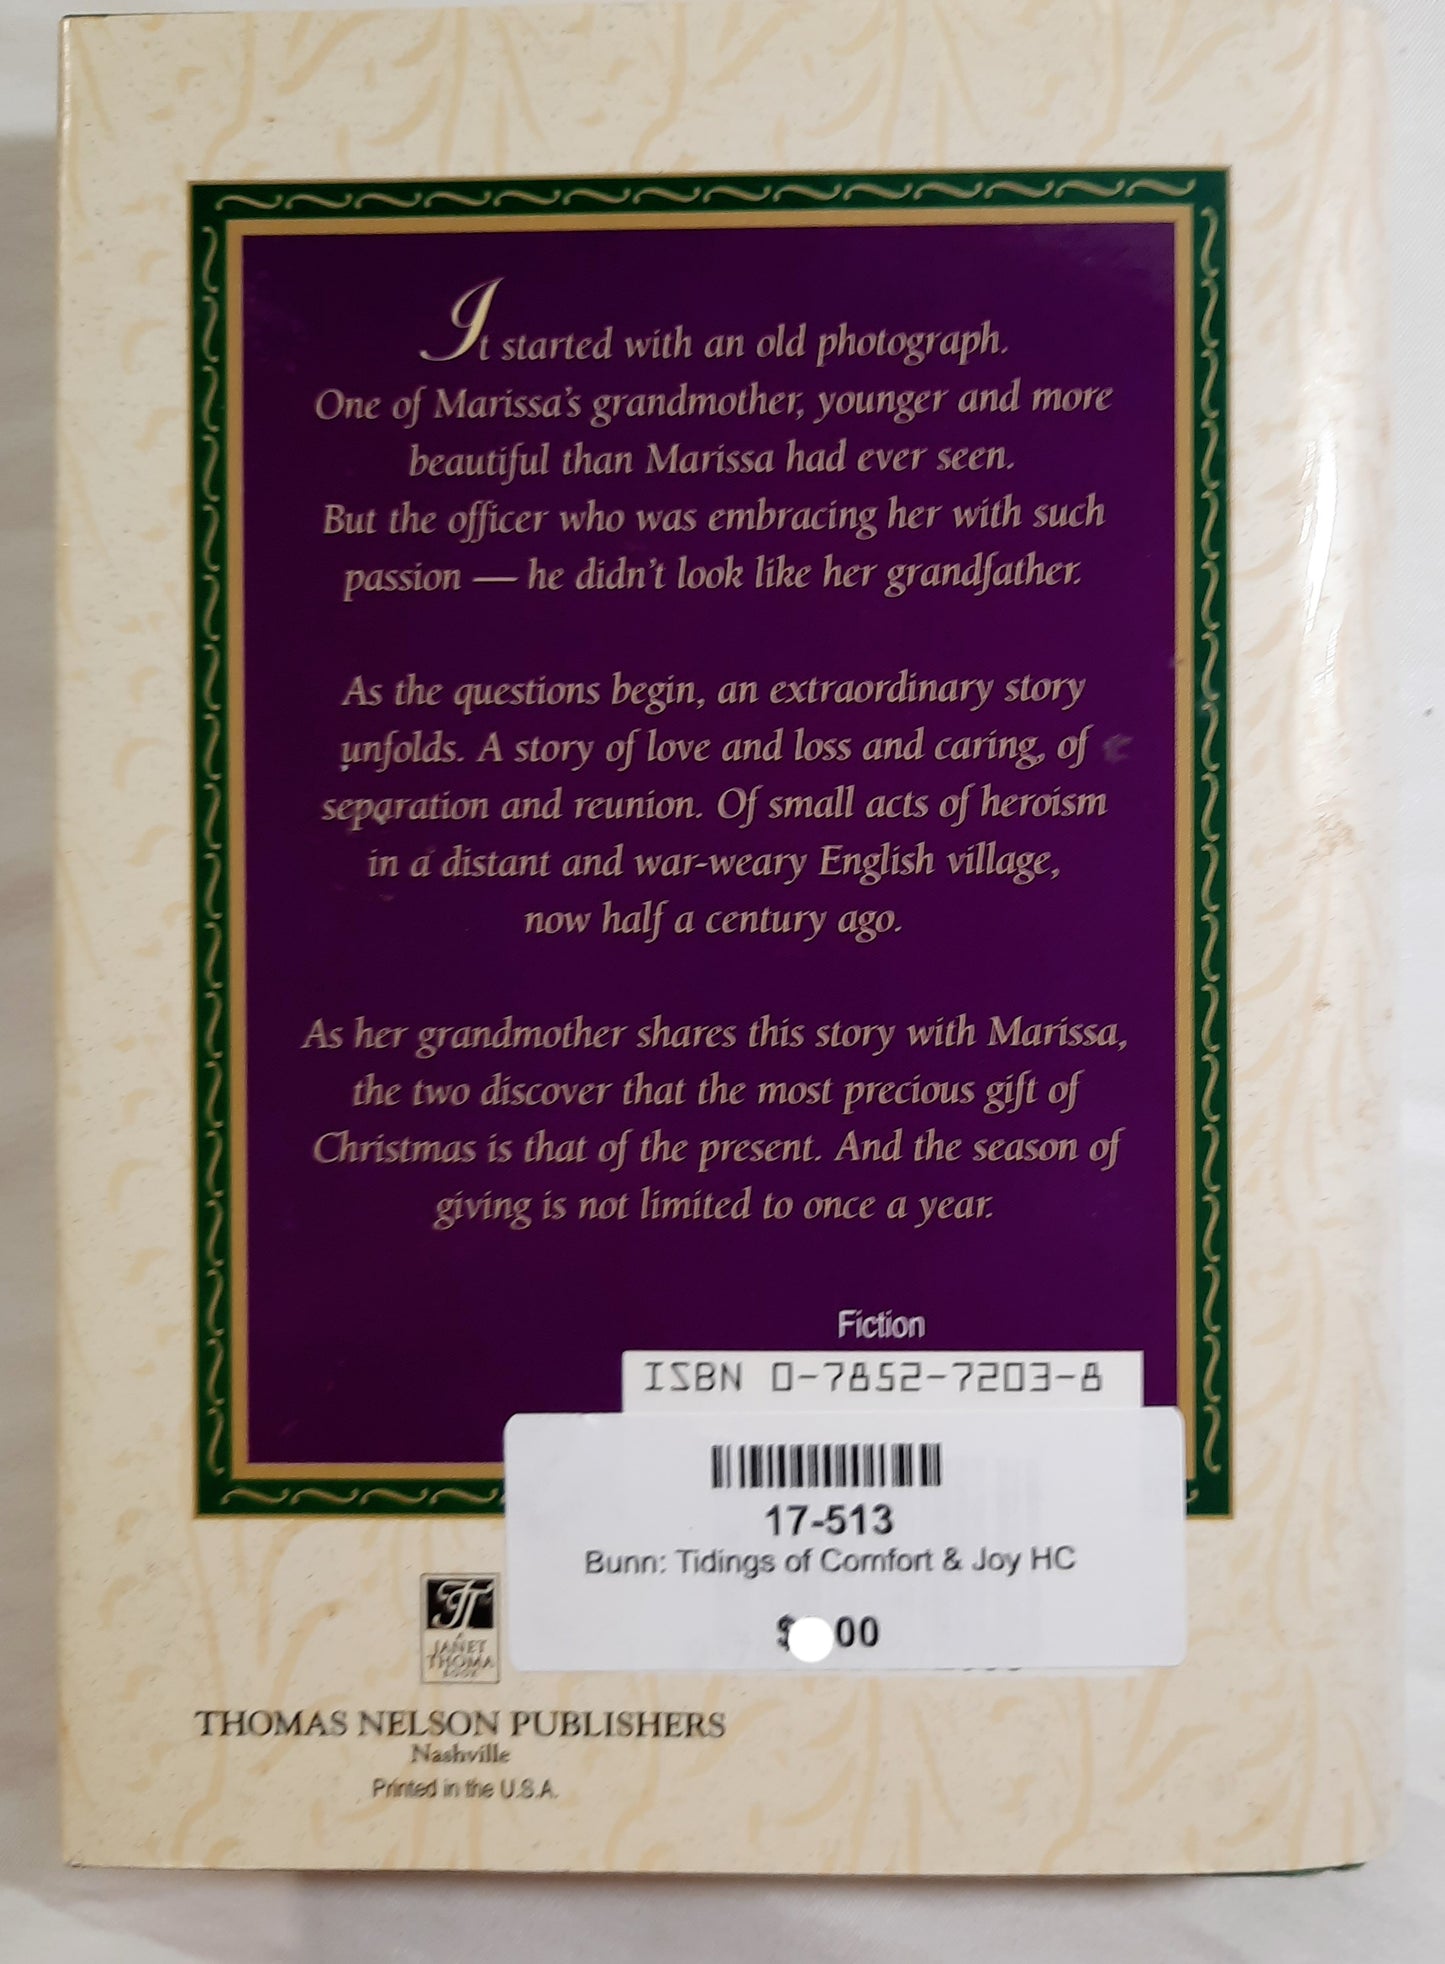 It started with an old photograph.
One of Marissa's grandmother, younger and more
beautiful than Marissa had ever seen.
But the officer who was embracing her with such
passion — he didn't look like her grandfather.
As the questions begin, an extraordinary story
unfolds. A story of love and loss and caring, of
separation and reunion. Of small acts of heroism
in a distant and war-weary English village,
now half a century ago.
As her grandmother shares this story with Marissa,
the two discover that the most precious gift of
Christmas is that of the present. And the season of
giving is not limited to once a year.
Fiction
ISBN 0-7852-7203-8
17-513
Bunn: Tidings of Comfort & Joy HC
$ 00
A
JANET
THOMA
BOOK
THOMAS NELSON PUBLISHERS
Nashville
Printed in the U.S.A.